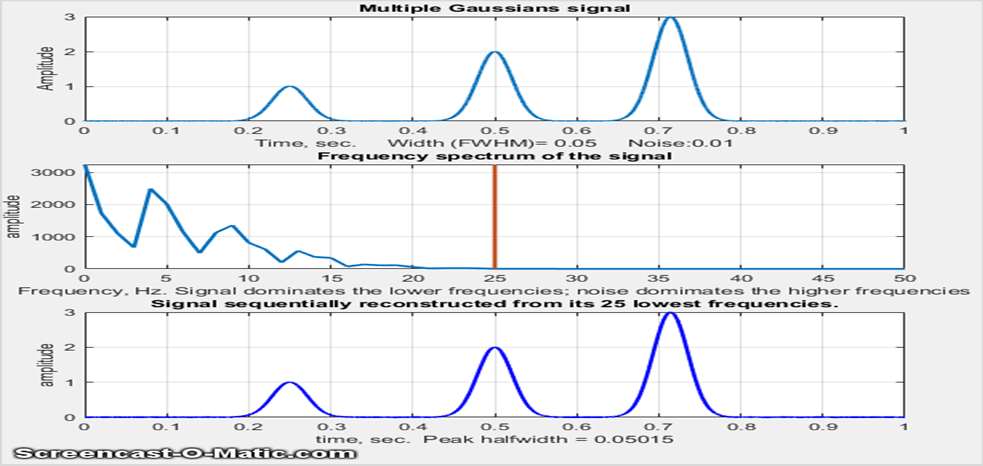 Multiple Gaussians signal
3
2
1
0
Amplitude
0 0.1 0.2 0.3 0.4 0.5 0.6 0.7 0.8 0.9 1
Time, sec. Width (FWHM)= 0.05 Noise:0.01
Frequency spectrum of the signal
3000
2000
1000
0
amplitude
0 5 10 15 20 25 30 35 40 45 50
Frequency, Hz. Signal dominates the lower frequencies; noise domimates the higher frequencies
Signal sequentially reconstructed from its 25 lowest frequencies.
3
2
1
0
amplitude
0 0.1 0.2 0.3 0.4 0.5 0.6 0.7 0.8 0.9 1
time, sec. Peak halfwidth = 0.05015
Screencast-O-Matic.com